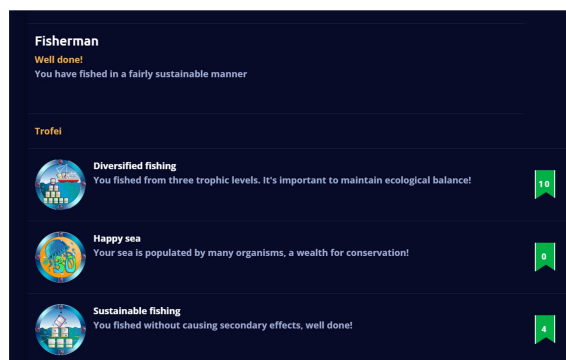 Fisherman
Well done!
You have fished in a fairly sustainable manner
Trofei
Diversified fishing
You fished from three trophic levels. It's important to maintain ecological balance!
10
Happy sea
Your sea is populated by many organisms, a wealth for conservation!
0
Sustainable fishing
You fished without causing secondary effects, well done!
4